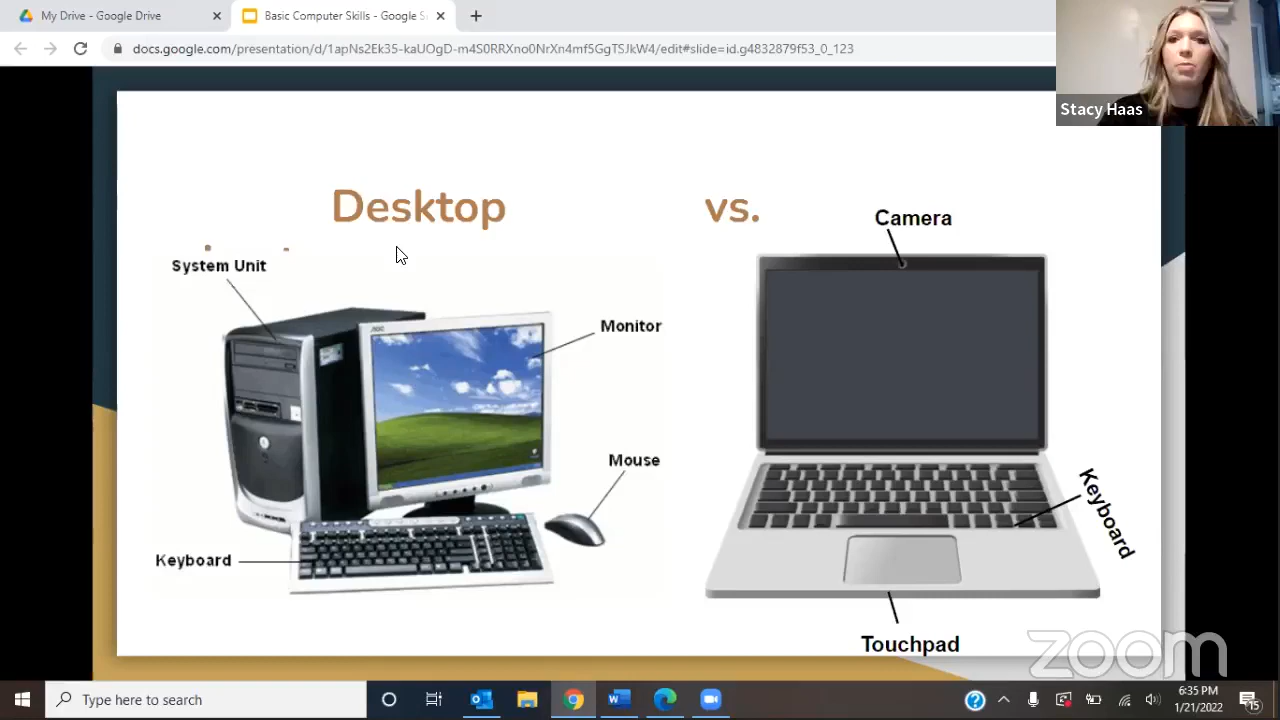 My Drive - Google Drive
Basic Computer Skills - Google S
docs.google.com/presentation/d/1apNs2Ek35-kaUOgD-m4S0RRXno0NrXn4mf5GgTSJkW4/edit#slide=id.g4832879f53_0_123
Stacy Haas
Desktop vs.
Camera
System Unit
Monitor
Mouse
Keyboard
Keyboard
Touchpad
zoom
Type here to search
6:35 PM
1/21/2022
15